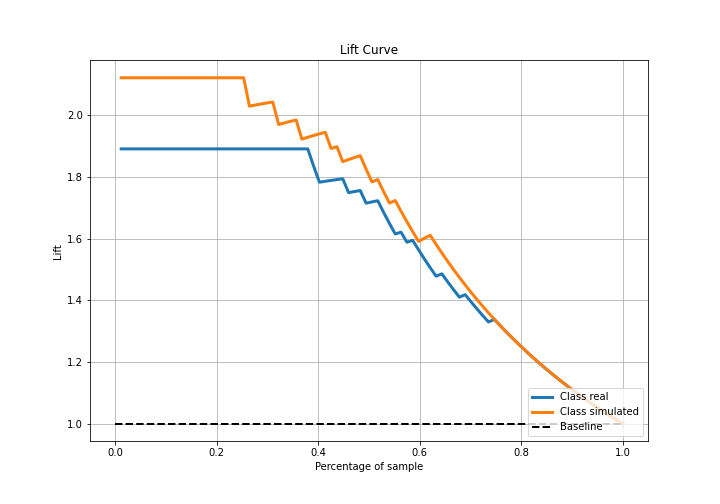 Lift Curve
Lift
2.0
1.8
1.6
1.4
1.2
1.0
0.0
0.2
0.4
0.6
0.8
1.0
Percentage of sample
Class real
Class simulated
Baseline